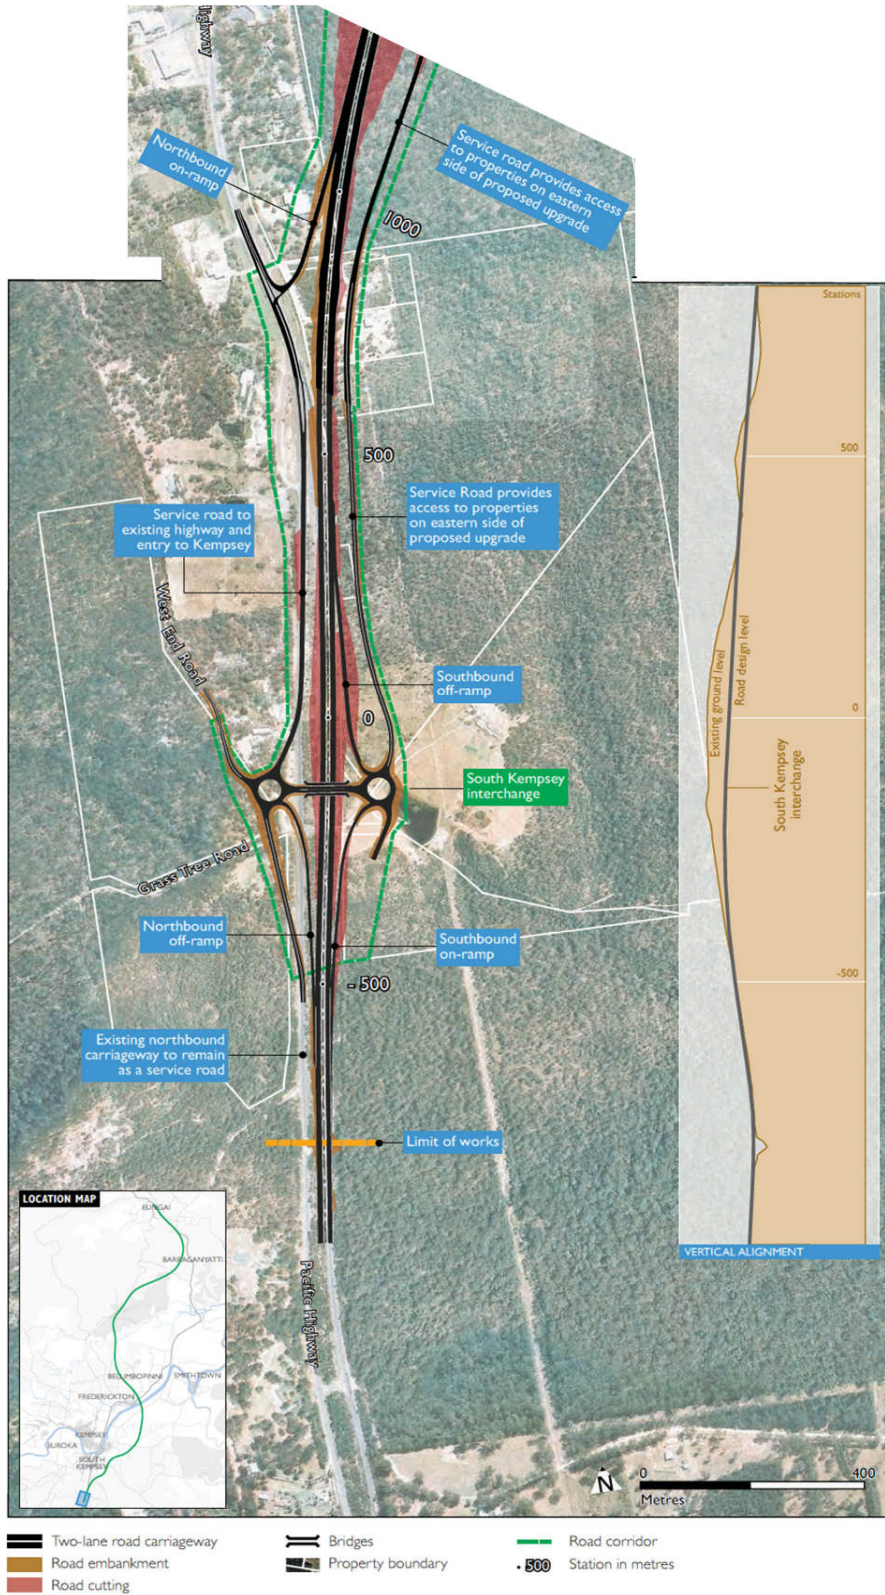 Highway
Northbound
on-ramp
Service road provides access
to properties on eastern
side of proposed upgrade
1000
Stations
500
500
Service road to
existing highway and
entry to Kempsey
Service Road provides
access to properties
on eastern side of
proposed upgrade
West End Road
Existing ground level
Road design level
Southbound
off-ramp
0
0
South Kempsey
interchange
South Kempsey
interchange
Grass Tree Road
Northbound
off-ramp
Southbound
on-ramp
- 500
-500
Existing northbound
carriageway to remain
as a service road
Limit of works
VERTICAL ALIGNMENT
Pacific Highway
LOCATION MAP
EUNGAI
BARRAGANYATTI
BELLIMBOPINNI
SMITHTOWN
FREDERICKTON
KEMPSEY
EUROKA
SOUTH
KEMPSEY
N
0 400
Metres
Two-lane road carriageway
Road embankment
Road cutting
Bridges
Property boundary
Road corridor
500 Station in metres